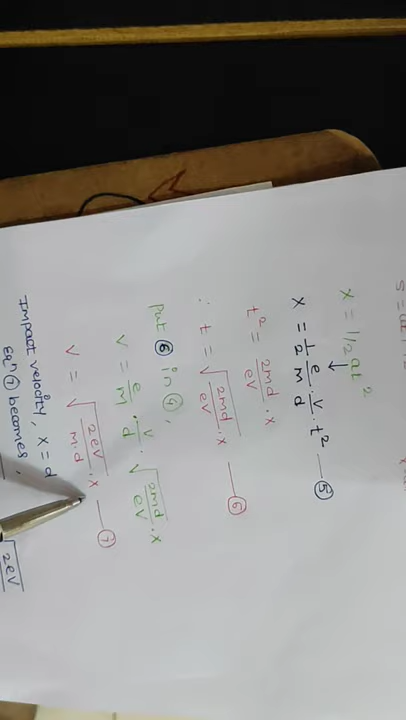 x = 1/2 at²
↓
x = 1/2 e/m · V/d · t² — ⑤
t² = 2md/eV · x
∴ t = √(2md/eV · x) — ⑥
Put ⑥ in ④,
v = e/m · V/d · √(2md/eV · x)
v = √(2eV/m·d · x) — ⑦
Impact velocity, x = d
Eqⁿ ⑦ becomes,
2eV